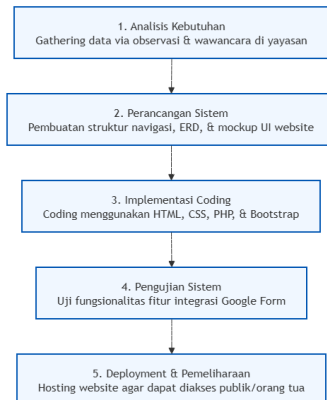 1. Analisis Kebutuhan
Gathering data via observasi & wawancara di yayasan
2. Perancangan Sistem
Pembuatan struktur navigasi, ERD, & mockup UI website
3. Implementasi Coding
Coding menggunakan HTML, CSS, PHP, & Bootstrap
4. Pengujian Sistem
Uji fungsionalitas fitur integrasi Google Form
5. Deployment & Pemeliharaan
Hosting website agar dapat diakses publik/orang tua